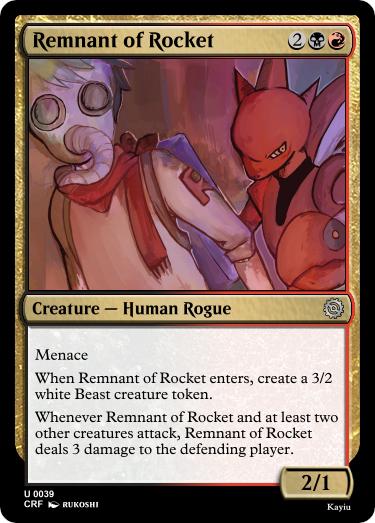 Remnant of Rocket 2
Creature — Human Rogue
Menace
When Remnant of Rocket enters, create a 3/2
white Beast creature token.
Whenever Remnant of Rocket and at least two
other creatures attack, Remnant of Rocket
deals 3 damage to the defending player.
2/1
U 0039
CRF RUKOSHI
Kayiu